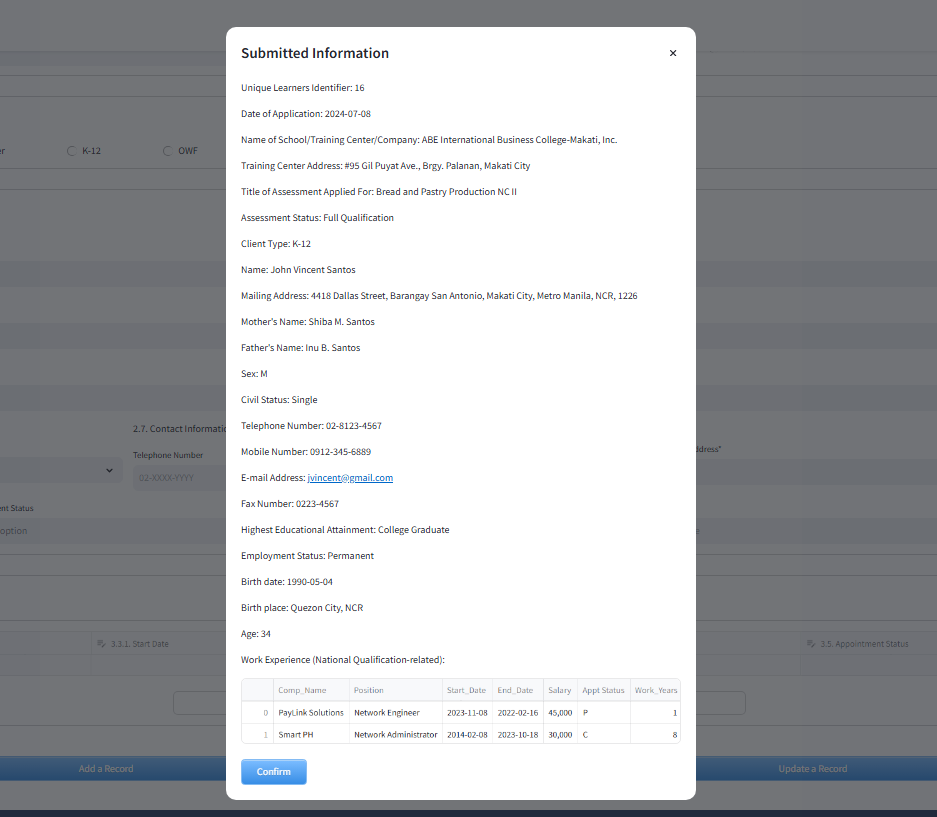 Submitted Information
×
Unique Learners Identifier: 16
Date of Application: 2024-07-08
Name of School/Training Center/Company: ABE International Business College-Makati, Inc.
K-12
OWF
Training Center Address: #95 Gil Puyat Ave., Brgy. Palanan, Makati City
Title of Assessment Applied For: Bread and Pastry Production NC II
Assessment Status: Full Qualification
Client Type: K-12
Name: John Vincent Santos
Mailing Address: 4418 Dallas Street, Barangay San Antonio, Makati City, Metro Manila, NCR, 1226
Mother's Name: Shiba M. Santos
Father's Name: Inu B. Santos
Sex: M
Civil Status: Single
Telephone Number: 02-8123-4567
2.7. Contact Informatio
Mobile Number: 0912-345-6889
Telephone Number
ddress*
E-mail Address: jvincent@gmail.com
02-XXXX-YYYY
Fax Number: 0223-4567
nt Status
Highest Educational Attainment: College Graduate
option
Employment Status: Permanent
Birth date: 1990-05-04
Birth place: Quezon City, NCR
Age: 34
3.3.1. Start Date
3.5. Appointment Status
Work Experience (National Qualification-related):
Comp_Name Position Start_Date End_Date Salary Appt Status Work_Years
0 PayLink Solutions Network Engineer 2023-11-08 2022-02-16 45,000 P 1
1 Smart PH Network Administrator 2014-02-08 2023-10-18 30,000 C 8
Confirm
Add a Record
Update a Record